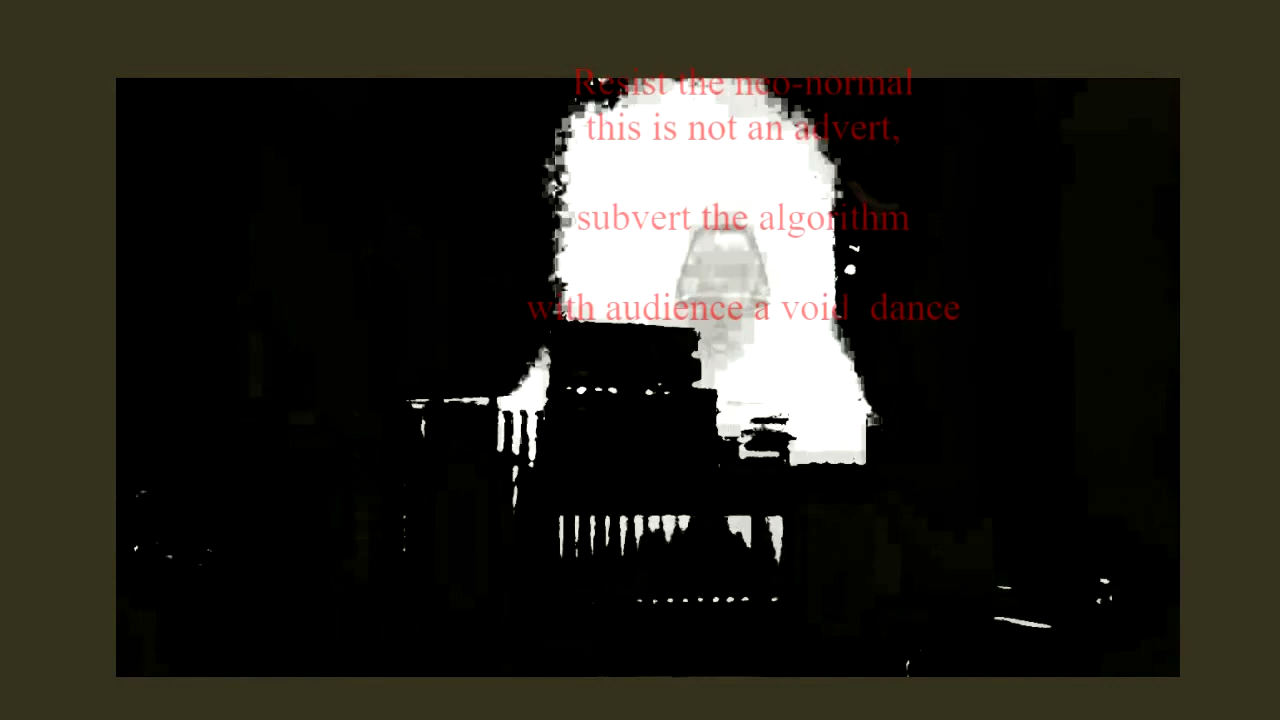 Resist the neo-normal
this is not an advert,
subvert the algorithm
with audience a void dance